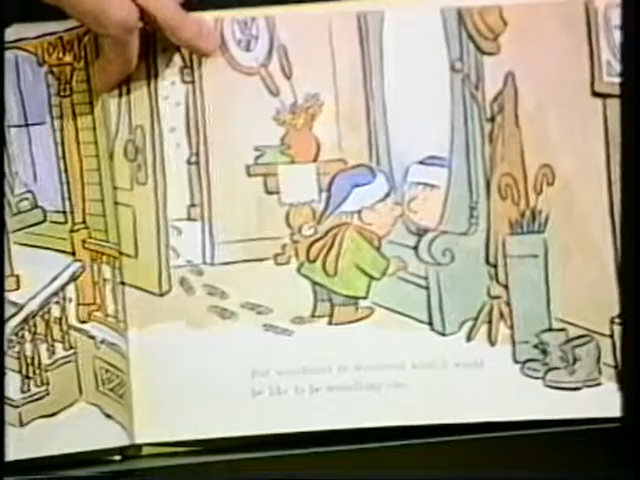 But sometimes he wondered what it would
be like to be something else.